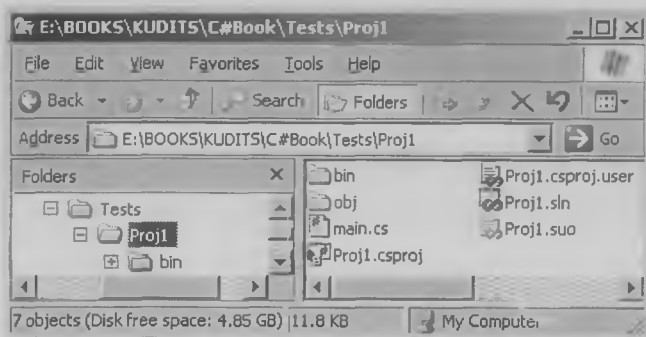 E:\BOOKS\KUDITS\C#Book\Tests\Proj1
File Edit View Favorites Tools Help
Back Search Folders
Address E:\BOOKS\KUDITS\C#Book\Tests\Proj1 Go
Folders
Tests
Proj1
bin
bin
obj
main.cs
Proj1.csproj
Proj1.csproj.user
Proj1.sln
Proj1.suo
7 objects (Disk free space: 4.85 GB) 11.8 KB My Computer